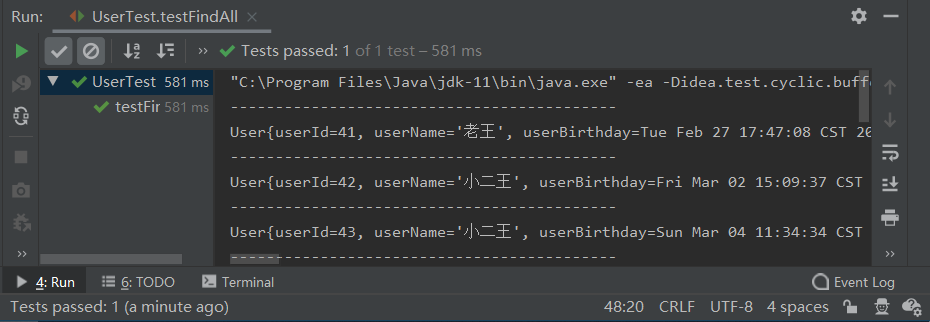 Run: UserTest.testFindAll
Tests passed: 1 of 1 test – 581 ms
UserTest 581 ms
testFir 581 ms
"C:\Program Files\Java\jdk-11\bin\java.exe" -ea -Didea.test.cyclic.buffe
-------------------------------------------
User{userId=41, userName='老王', userBirthday=Tue Feb 27 17:47:08 CST 20
-------------------------------------------
User{userId=42, userName='小二王', userBirthday=Fri Mar 02 15:09:37 CST
-------------------------------------------
User{userId=43, userName='小二王', userBirthday=Sun Mar 04 11:34:34 CST
-------------------------------------------
4: Run 6: TODO Terminal Event Log
Tests passed: 1 (a minute ago) 48:20 CRLF UTF-8 4 spaces